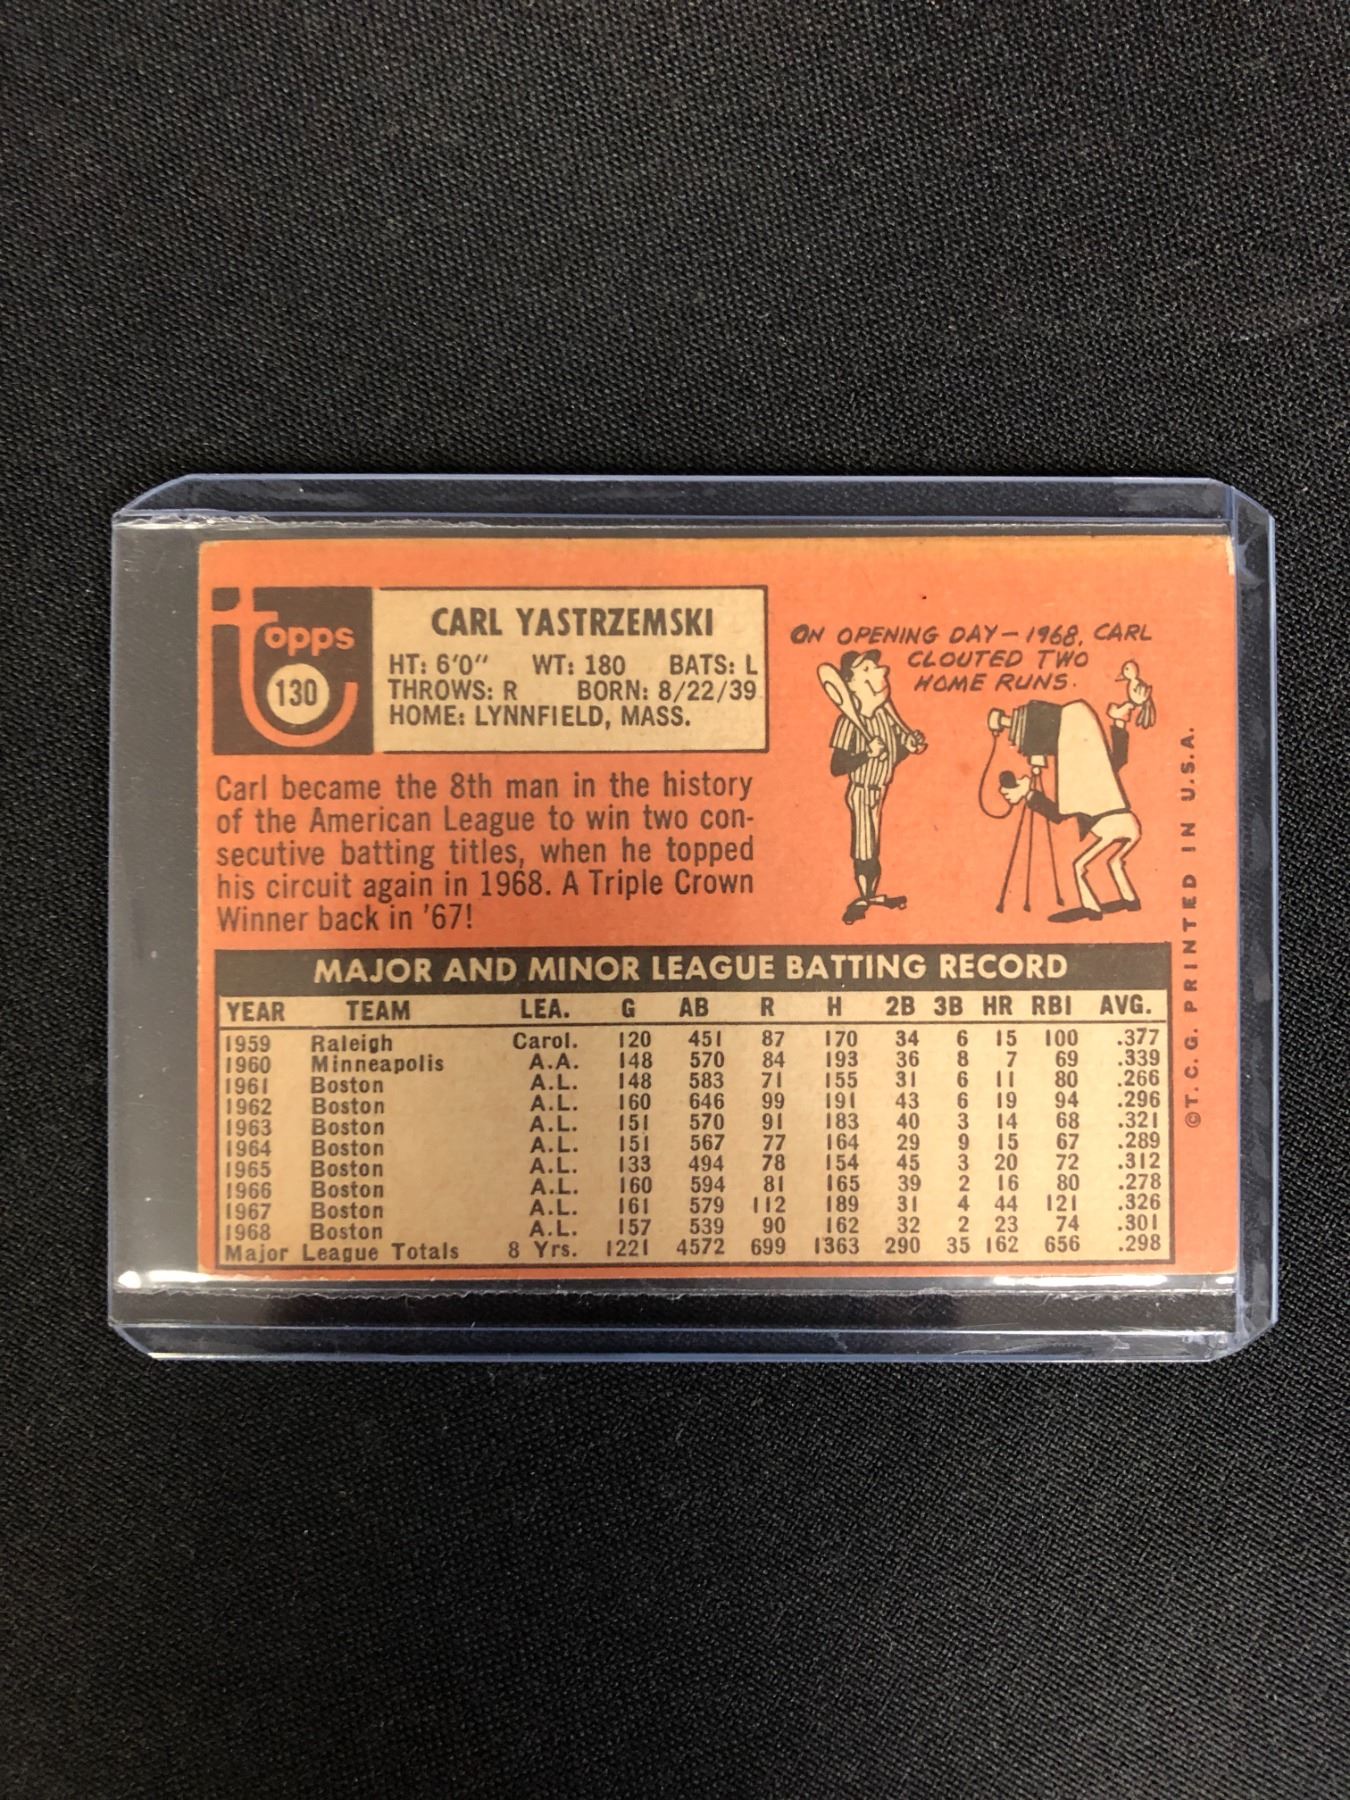 topps
130
CARL YASTRZEMSKI
HT: 6'0" WT: 180 BATS: L
THROWS: R BORN: 8/22/39
HOME: LYNNFIELD, MASS.
ON OPENING DAY—1968, CARL
CLOUTED TWO
HOME RUNS.
Carl became the 8th man in the history
of the American League to win two con-
secutive batting titles, when he topped
his circuit again in 1968. A Triple Crown
Winner back in '67!
MAJOR AND MINOR LEAGUE BATTING RECORD
YEAR TEAM LEA. G AB R H 2B 3B HR RBI AVG.
1959 Raleigh Carol. 120 451 87 170 34 6 15 100 .377
1960 Minneapolis A.A. 148 570 84 193 36 8 7 69 .339
1961 Boston A.L. 148 583 71 155 31 6 11 80 .266
1962 Boston A.L. 160 646 99 191 43 6 19 94 .296
1963 Boston A.L. 151 570 91 183 40 3 14 68 .321
1964 Boston A.L. 151 567 77 164 29 9 15 67 .289
1965 Boston A.L. 133 494 78 154 45 3 20 72 .312
1966 Boston A.L. 160 594 81 165 39 2 16 80 .278
1967 Boston A.L. 161 579 112 189 31 4 44 121 .326
1968 Boston A.L. 157 539 90 162 32 2 23 74 .301
Major League Totals 8 Yrs. 1221 4572 699 1363 290 35 162 656 .298
©T. C. G. PRINTED IN U.S.A.